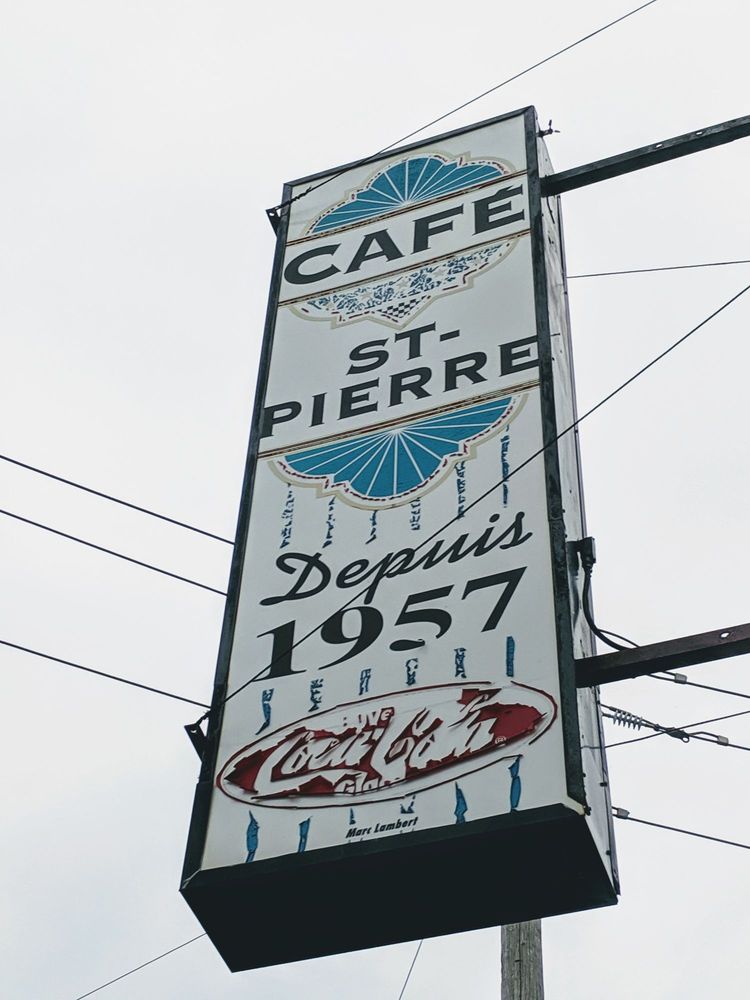 CAFÉ
ST-
PIERRE
Depuis
1957
Coca-Cola
Marc Lambert